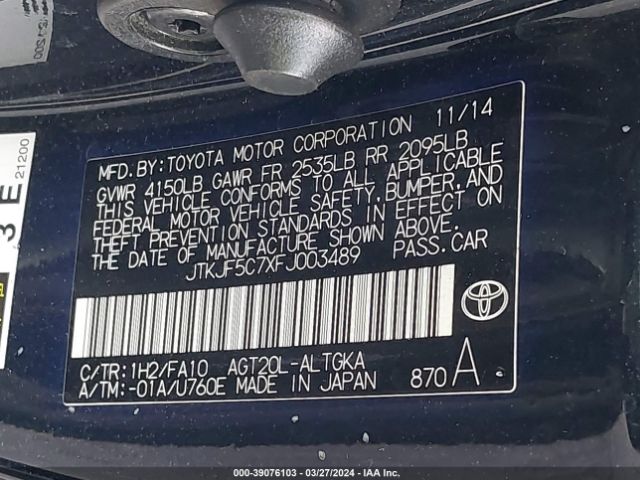 21200
3 E
MFD. BY: TOYOTA MOTOR CORPORATION 11/14
GVWR 4150LB GAWR FR 2535LB RR 2095LB
THIS VEHICLE CONFORMS TO ALL APPLICABLE
FEDERAL MOTOR VEHICLE SAFETY, BUMPER, AND
THEFT PREVENTION STANDARDS IN EFFECT ON
THE DATE OF MANUFACTURE SHOWN ABOVE.
JTKJF5C7XFJ003489 PASS. CAR
C/TR: 1H2/FA10 AGT20L-ALTGKA
A/TM: -01A/U760E MADE IN JAPAN 870 A
000-39076103 - 03/27/2024 - IAA Inc.